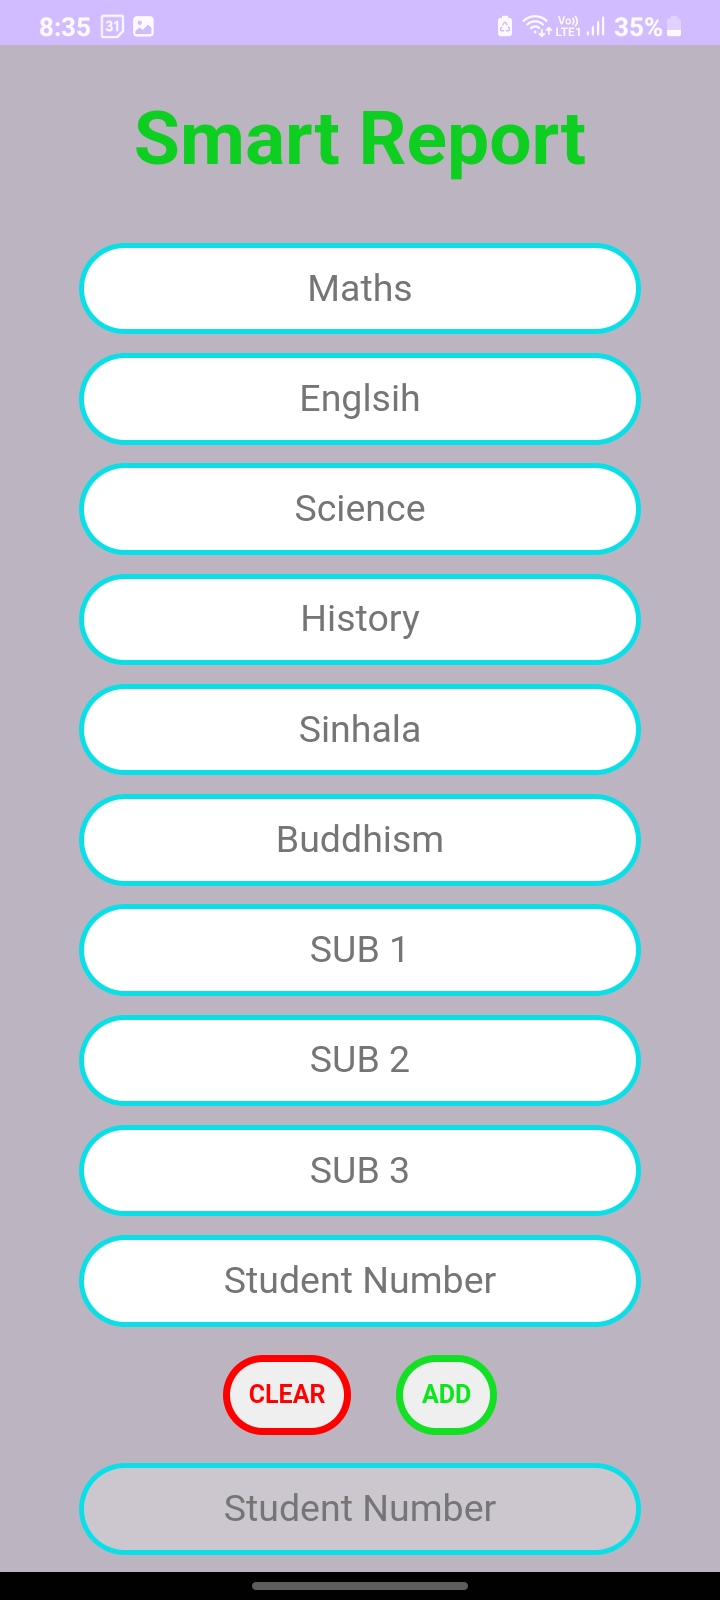 8:35 31 Vo)) LTE1 35%
Smart Report
Maths
Englsih
Science
History
Sinhala
Buddhism
SUB 1
SUB 2
SUB 3
Student Number
CLEAR ADD
Student Number